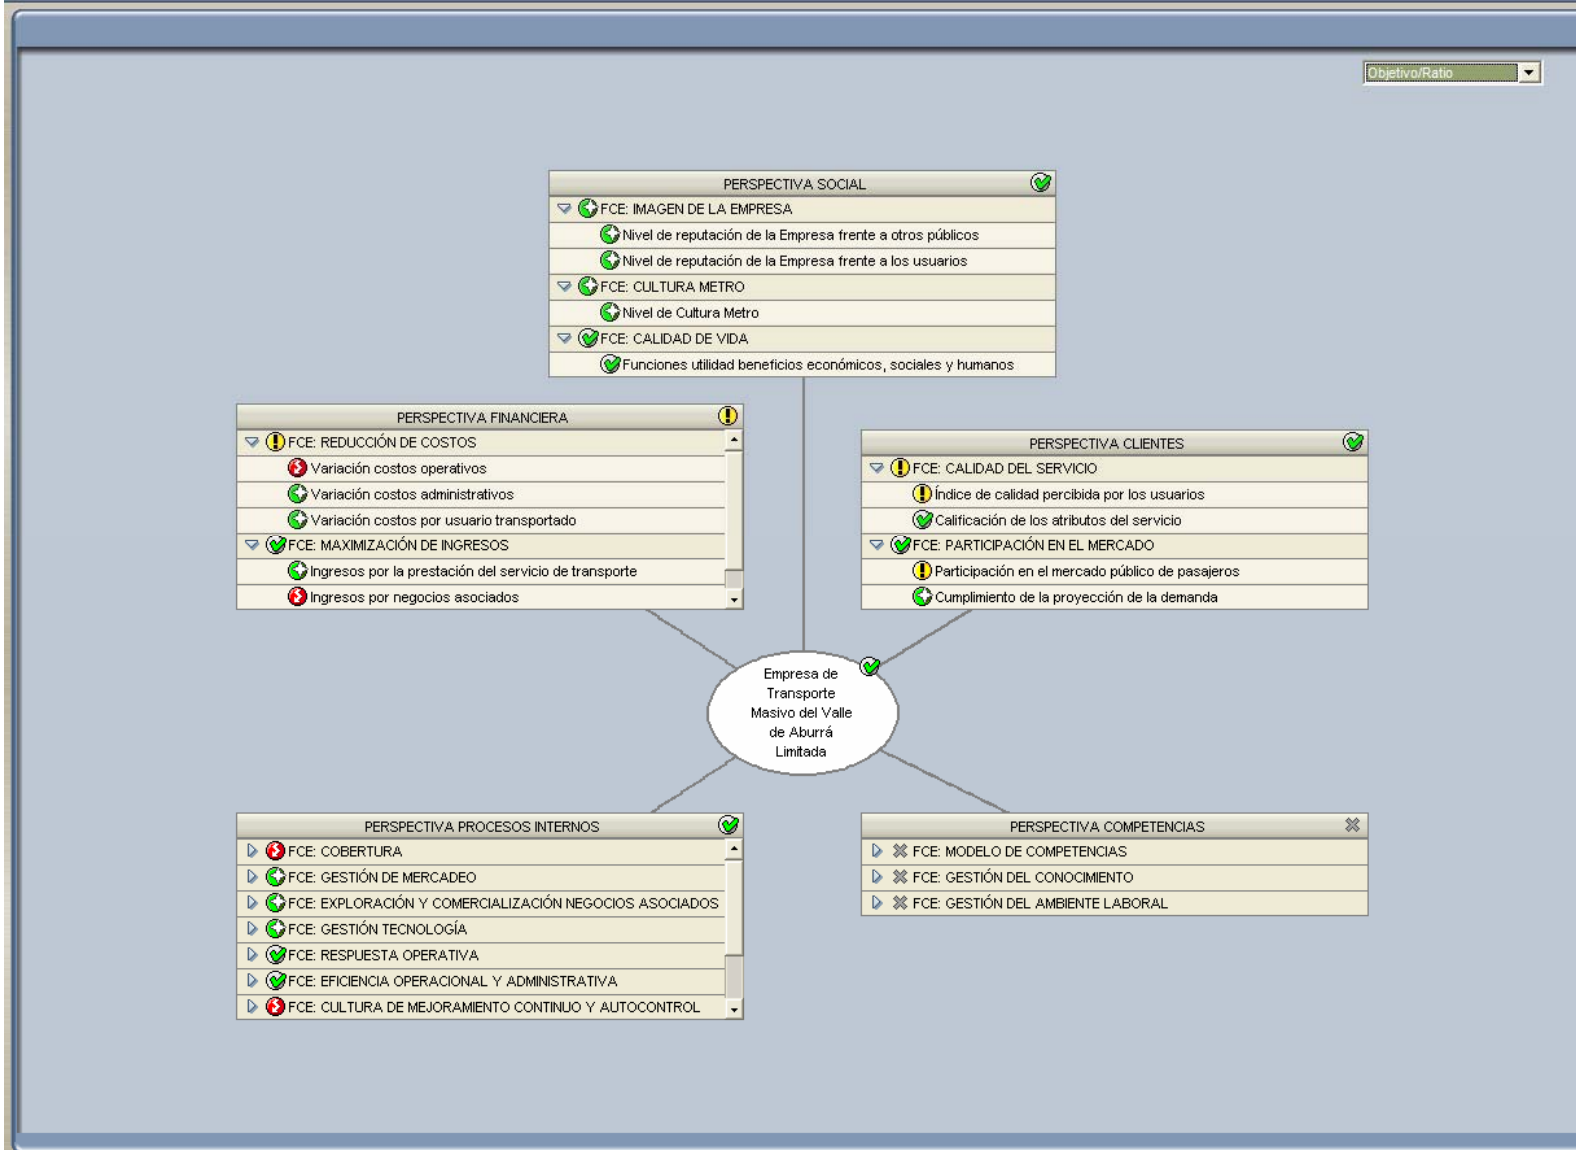 Objetivo/Ratio
PERSPECTIVA SOCIAL
FCE: IMAGEN DE LA EMPRESA
Nivel de reputación de la Empresa frente a otros públicos
Nivel de reputación de la Empresa frente a los usuarios
FCE: CULTURA METRO
Nivel de Cultura Metro
FCE: CALIDAD DE VIDA
Funciones utilidad beneficios económicos, sociales y humanos
PERSPECTIVA FINANCIERA
FCE: REDUCCIÓN DE COSTOS
Variación costos operativos
Variación costos administrativos
Variación costos por usuario transportado
FCE: MAXIMIZACIÓN DE INGRESOS
Ingresos por la prestación del servicio de transporte
Ingresos por negocios asociados
PERSPECTIVA CLIENTES
FCE: CALIDAD DEL SERVICIO
Índice de calidad percibida por los usuarios
Calificación de los atributos del servicio
FCE: PARTICIPACIÓN EN EL MERCADO
Participación en el mercado público de pasajeros
Cumplimiento de la proyección de la demanda
Empresa de
Transporte
Masivo del Valle
de Aburrá
Limitada
PERSPECTIVA PROCESOS INTERNOS
FCE: COBERTURA
FCE: GESTIÓN DE MERCADEO
FCE: EXPLORACIÓN Y COMERCIALIZACIÓN NEGOCIOS ASOCIADOS
FCE: GESTIÓN TECNOLOGÍA
FCE: RESPUESTA OPERATIVA
FCE: EFICIENCIA OPERACIONAL Y ADMINISTRATIVA
FCE: CULTURA DE MEJORAMIENTO CONTINUO Y AUTOCONTROL
PERSPECTIVA COMPETENCIAS
FCE: MODELO DE COMPETENCIAS
FCE: GESTIÓN DEL CONOCIMIENTO
FCE: GESTIÓN DEL AMBIENTE LABORAL